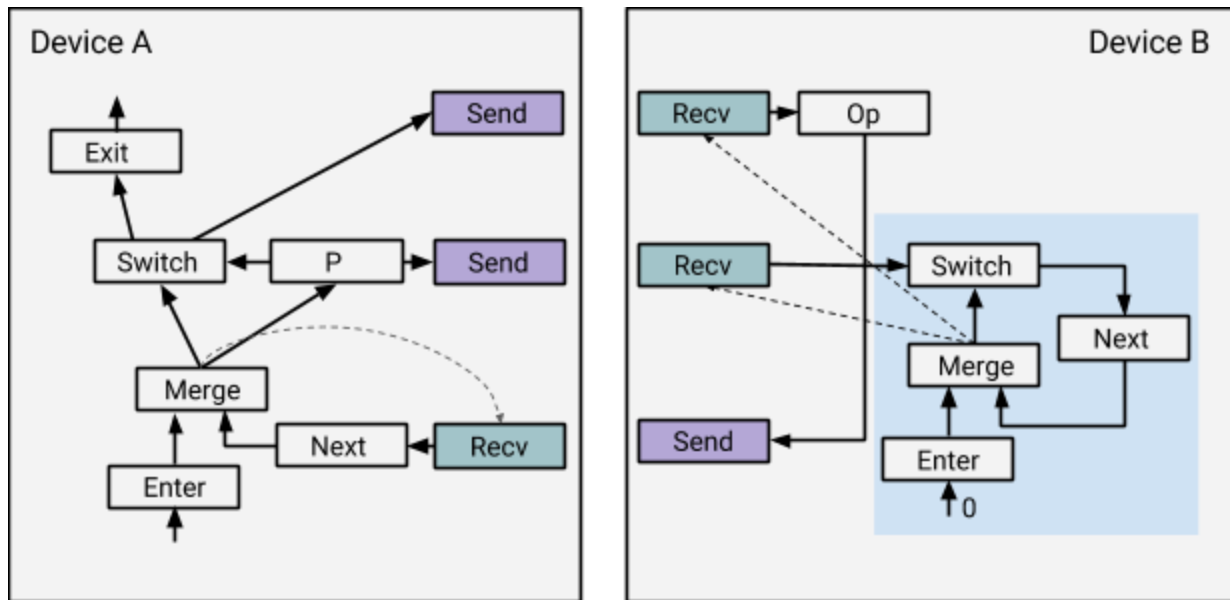 Device A
Send
Exit
Switch
P
Send
Merge
Next
Recv
Enter
Device B
Recv
Op
Recv
Switch
Next
Merge
Send
Enter
0